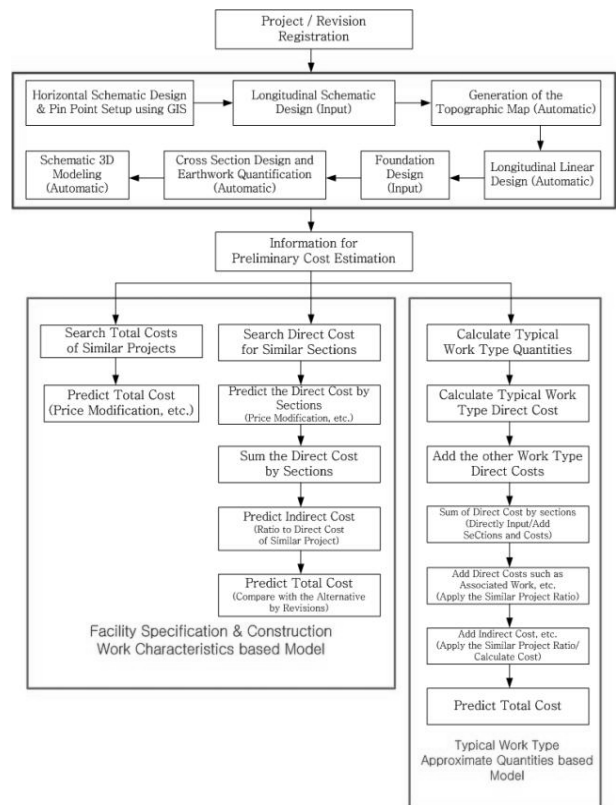 Project / Revision
Registration
Horizontal Schematic Design
& Pin Point Setup using GIS
Longitudinal Schematic
Design (Input)
Generation of the
Topographic Map (Automatic)
Schematic 3D
Modeling
(Automatic)
Cross Section Design and
Earthwork Quantification
(Automatic)
Foundation
Design
(Input)
Longitudinal Linear
Design (Automatic)
Information for
Preliminary Cost Estimation
Search Total Costs
of Similar Projects
Predict Total Cost
(Price Modification, etc.)
Search Direct Cost
for Similar Sections
Predict the Direct Cost by
Sections
(Price Modification, etc.)
Sum the Direct Cost
by Sections
Predict Indirect Cost
(Ratio to Direct Cost
of Similar Project)
Predict Total Cost
(Compare with the Alternative
by Revisions)
Facility Specification & Construction
Work Characteristics based Model
Calculate Typical
Work Type Quantities
Calculate Typical Work
Type Direct Cost
Add the other Work Type
Direct Costs
Sum of Direct Cost by sections
(Directly Input/Add
SeCtions and Costs)
Add Direct Costs such as
Associated Work, etc.
(Apply the Similar Project Ratio)
Add Indirect Cost, etc.
(Apply the Similar Project Ratio/
Calculate Cost)
Predict Total Cost
Typical Work Type
Approximate Quantities based
Model